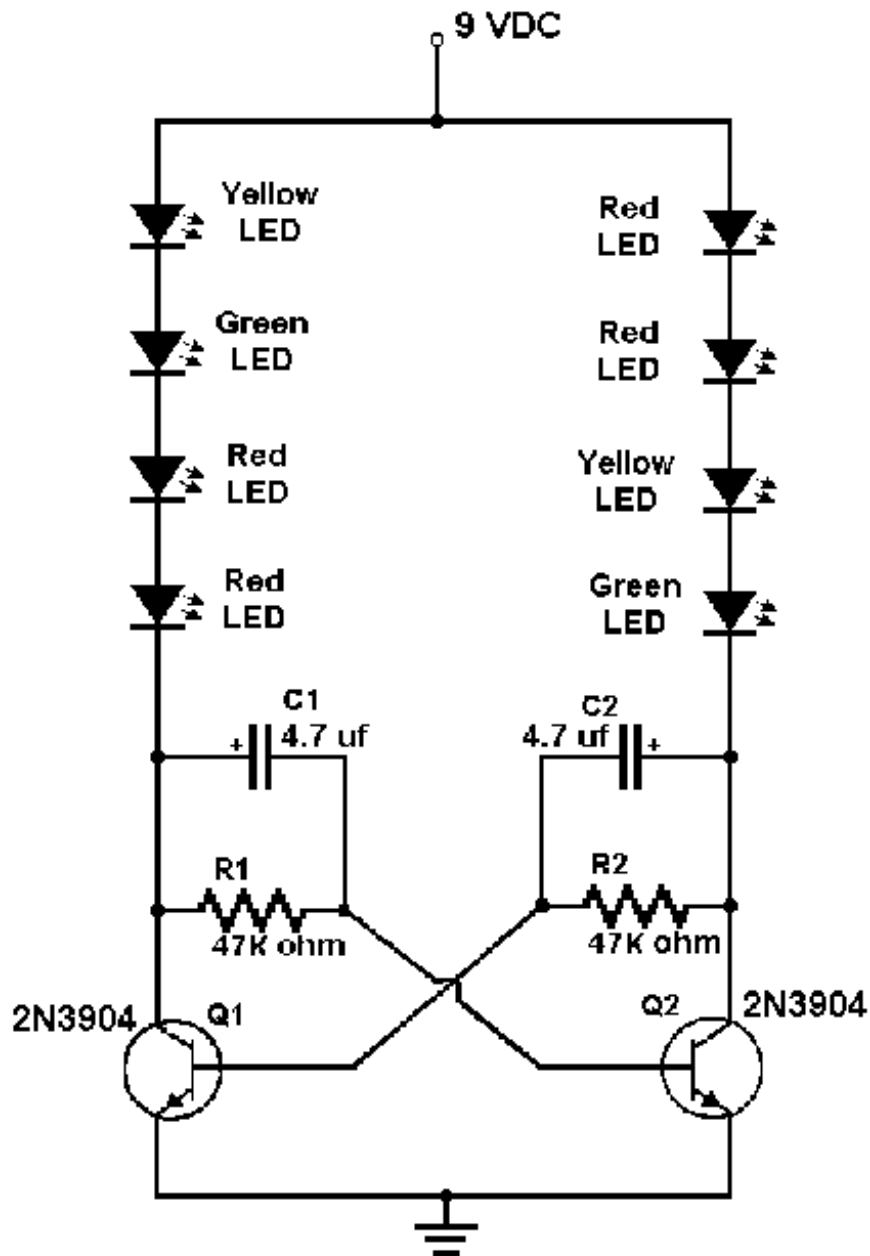 9 VDC
Yellow
LED
Red
LED
Green
LED
Red
LED
Red
LED
Yellow
LED
Red
LED
Green
LED
C1
4.7 uf
C2
4.7 uf
+
+
R1
47K ohm
R2
47K ohm
2N3904
Q1
Q2
2N3904